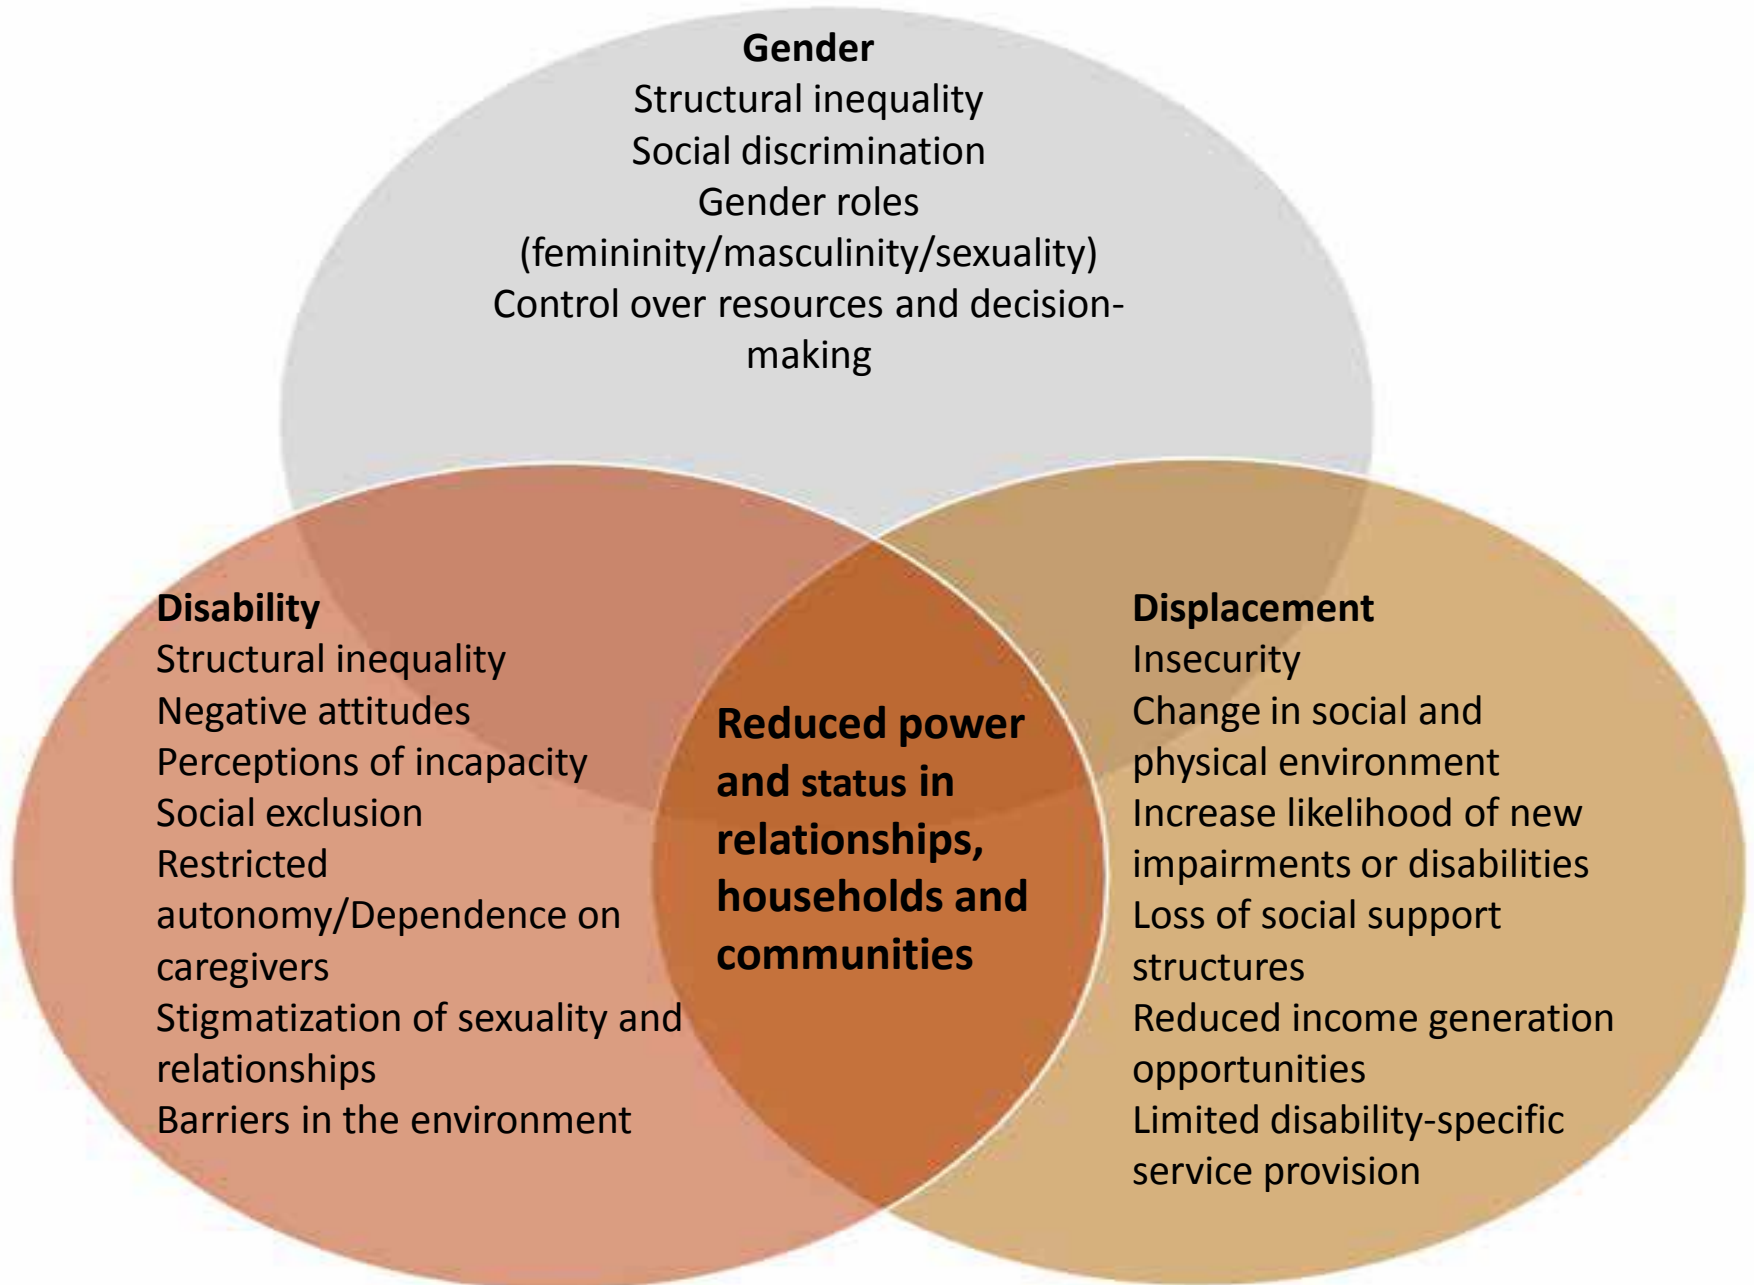 Gender
Structural inequality
Social discrimination
Gender roles
(femininity/masculinity/sexuality)
Control over resources and decision-
making
Disability
Structural inequality
Negative attitudes
Perceptions of incapacity
Social exclusion
Restricted
autonomy/Dependence on
caregivers
Stigmatization of sexuality and
relationships
Barriers in the environment
Reduced power
and status in
relationships,
households and
communities
Displacement
Insecurity
Change in social and
physical environment
Increase likelihood of new
impairments or disabilities
Loss of social support
structures
Reduced income generation
opportunities
Limited disability-specific
service provision